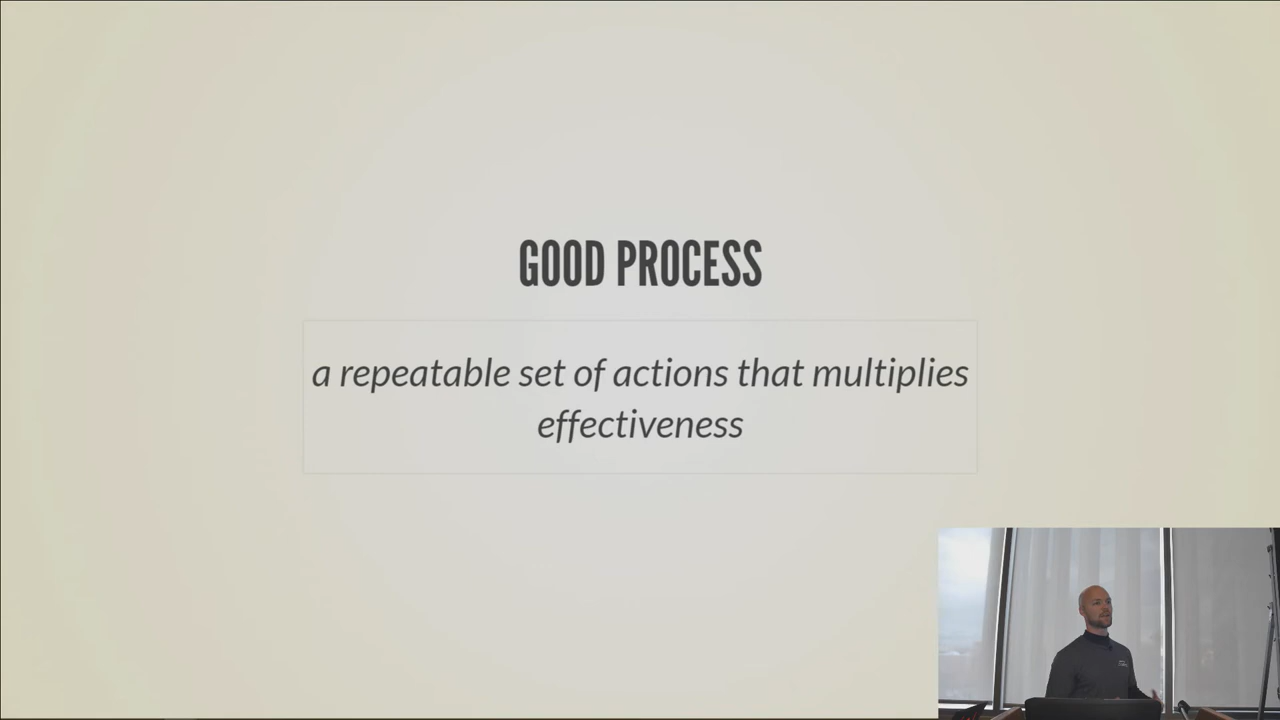 GOOD PROCESS
a repeatable set of actions that multiplies
effectiveness